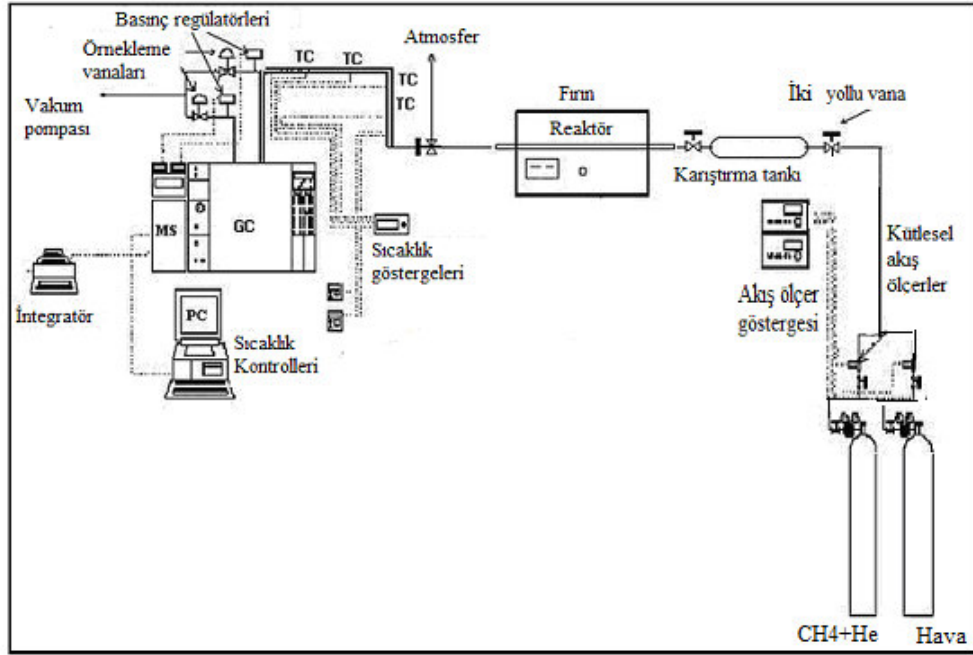 Basınç regülatörleri
Örnekleme
vanaları
Vakum
pompası
TC
TC
TC
TC
Atmosfer
Fırın
Reaktör
İki yollu vana
Karıştırma tankı
MS
GC
Sıcaklık
göstergeleri
Kütlesel
akış
ölçerler
Akış ölçer
göstergesi
İntegratör
PC
Sıcaklık
Kontrolleri
CH4+He
Hava